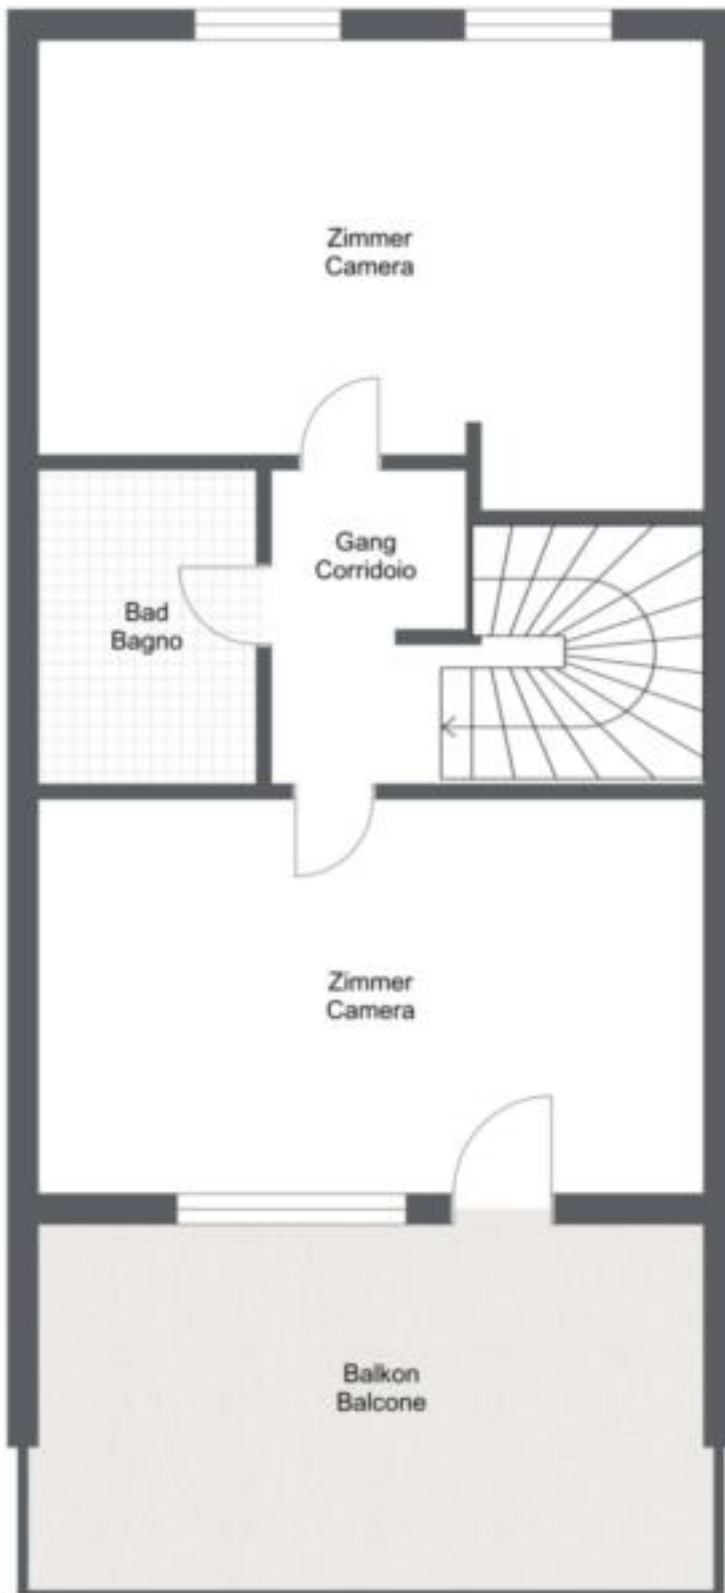 Zimmer
Camera
Gang
Corridoio
Bad
Bagno
Zimmer
Camera
Balkon
Balcone